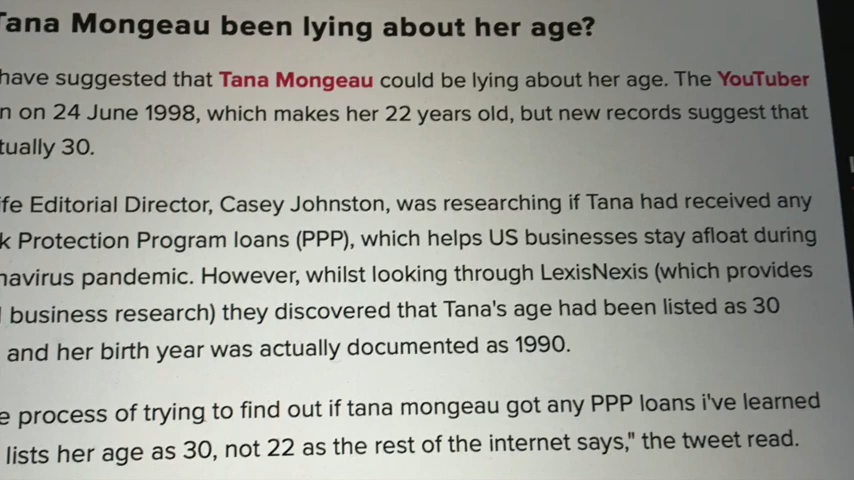 Tana Mongeau been lying about her age?
have suggested that Tana Mongeau could be lying about her age. The YouTuber
n on 24 June 1998, which makes her 22 years old, but new records suggest that
tually 30.
ife Editorial Director, Casey Johnston, was researching if Tana had received any
k Protection Program loans (PPP), which helps US businesses stay afloat during
navirus pandemic. However, whilst looking through LexisNexis (which provides
business research) they discovered that Tana's age had been listed as 30
and her birth year was actually documented as 1990.
e process of trying to find out if tana mongeau got any PPP loans i've learned
lists her age as 30, not 22 as the rest of the internet says," the tweet read.